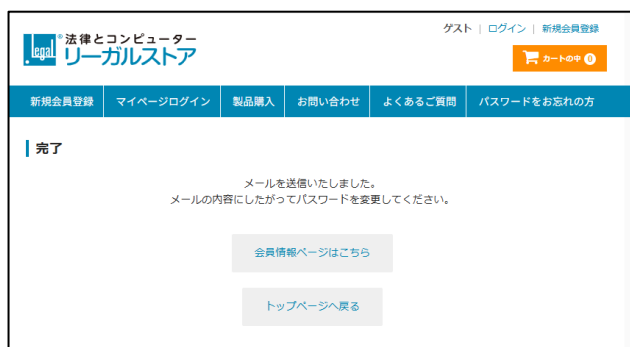 ゲスト | ログイン | 新規会員登録
.legal® 法律とコンピューター
リーガルストア
カートの中 0
新規会員登録 マイページログイン 製品購入 お問い合わせ よくあるご質問 パスワードをお忘れの方
完了
メールを送信いたしました。
メールの内容にしたがってパスワードを変更してください。
会員情報ページはこちら
トップページへ戻る